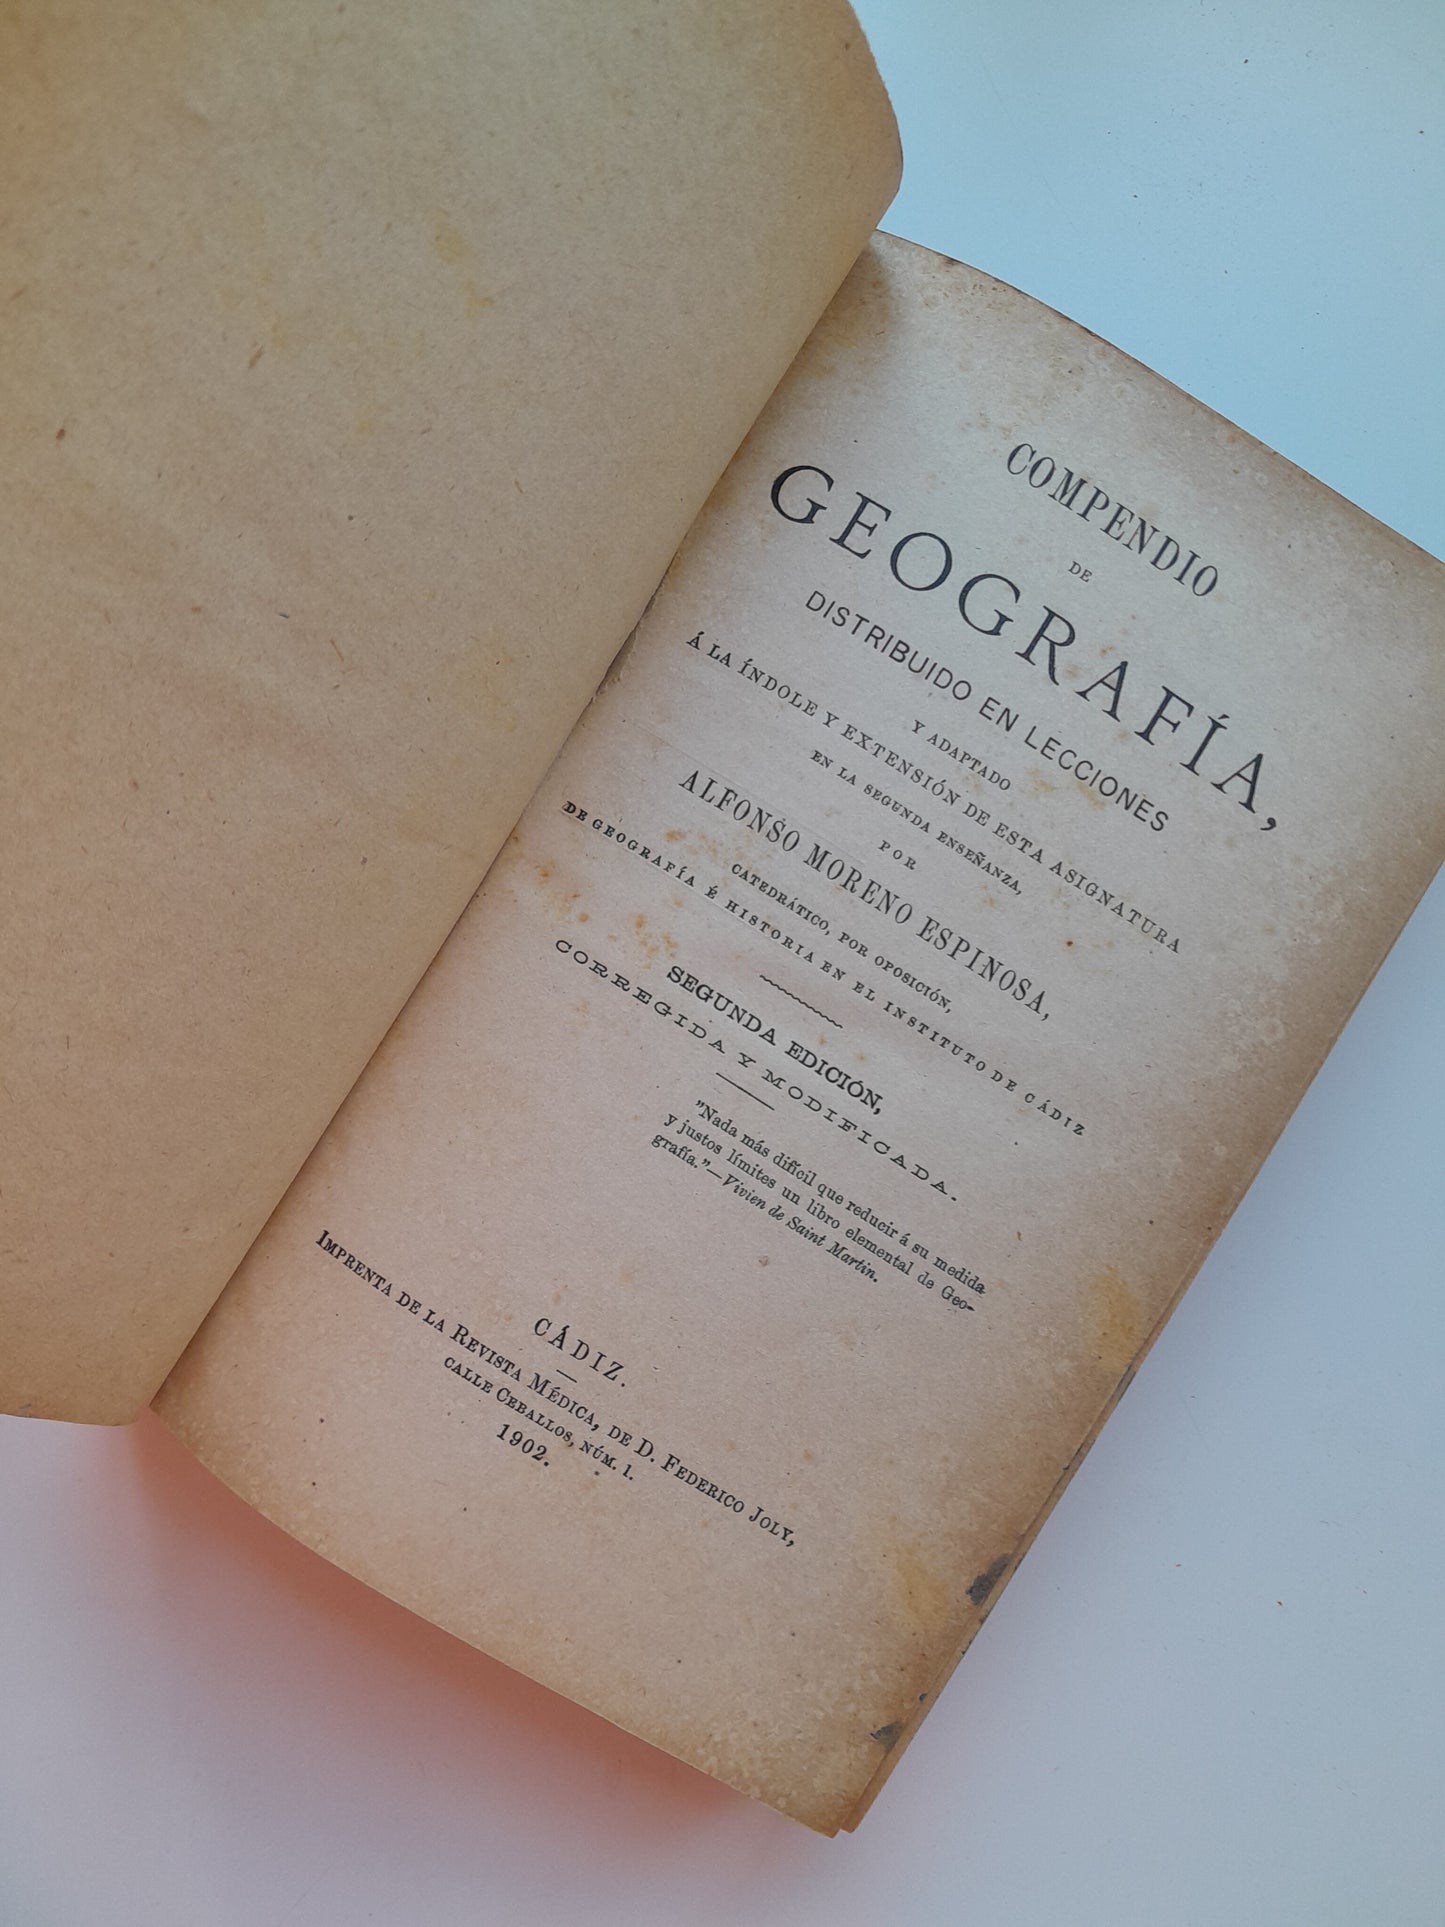 COMPENDIO
DE
GEOGRAFÍA,
DISTRIBUIDO EN LECCIONES
Y ADAPTADO
Á LA ÍNDOLE Y EXTENSIÓN DE ESTA ASIGNATURA
EN LA SEGUNDA ENSEÑANZA,
POR
ALFONSO MORENO ESPINOSA,
CATEDRÁTICO, POR OPOSICIÓN,
DE GEOGRAFÍA É HISTORIA EN EL INSTITUTO DE CÁDIZ
SEGUNDA EDICIÓN,
CORREGIDA Y MODIFICADA.
"Nada más difícil que reducir á su medida
y justos límites un libro elemental de Geo-
grafía."—Vivien de Saint Martin.
CÁDIZ.
IMPRENTA DE LA REVISTA MÉDICA, DE D. FEDERICO JOLY,
CALLE CEBALLOS, NÚM. 1.
1902.